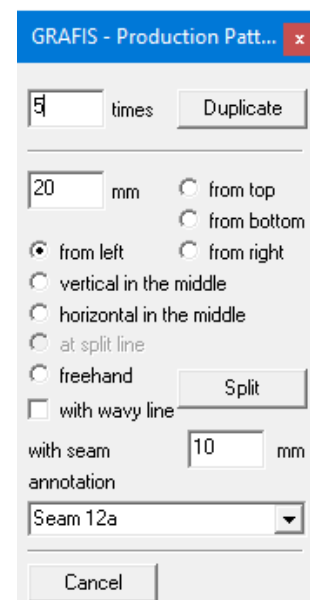 GRAFIS - Production Patt... x
5 times Duplicate
20 mm from top
from bottom
from left from right
vertical in the middle
horizontal in the middle
at split line
freehand
Split
with wavy line
with seam 10 mm
annotation
Seam 12a
Cancel